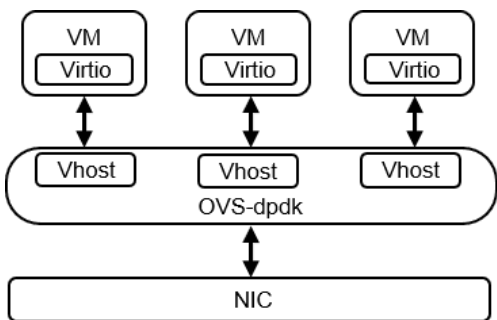 VM VM VM
Virtio Virtio Virtio
Vhost Vhost Vhost
OVS-dpdk
NIC